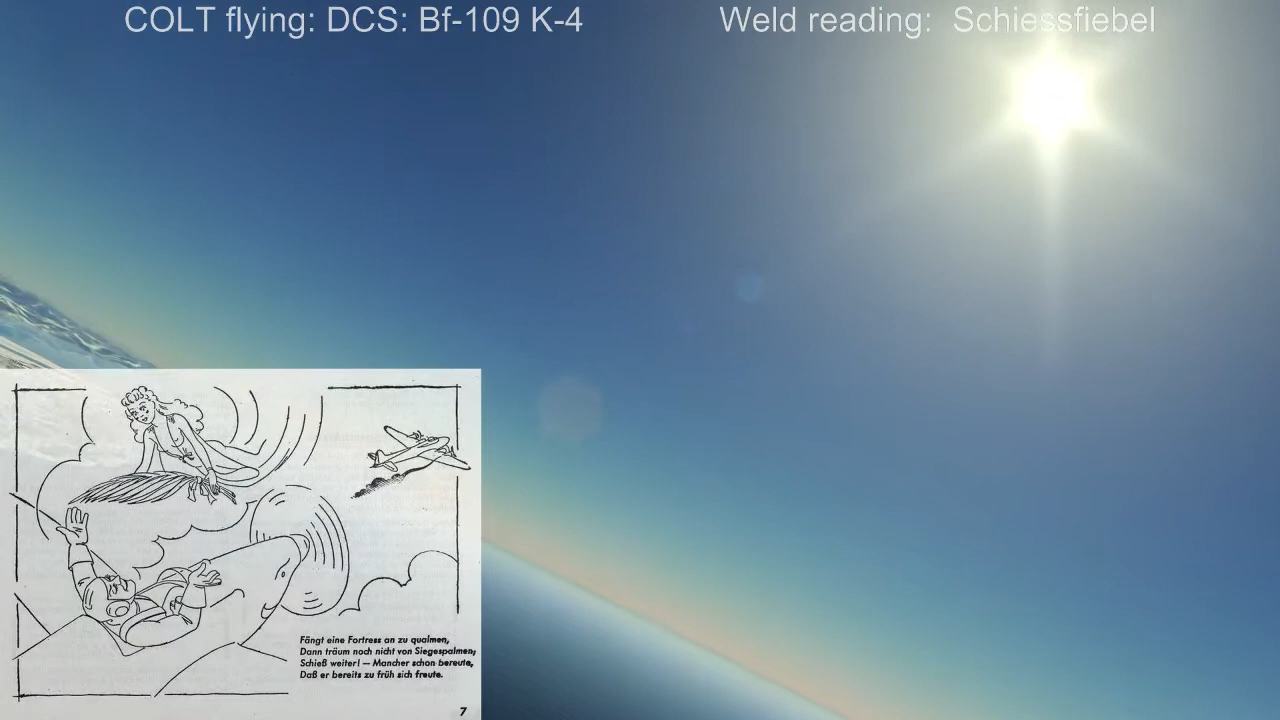 COLT flying: DCS: Bf-109 K-4
Weld reading: Schiessfiebel
Fängt eine Fortress an zu qualmen,
Dann träum noch nicht von Siegespalmen;
Schieß weiter! — Mancher schon bereute,
Daß er bereits zu früh sich freute.
7